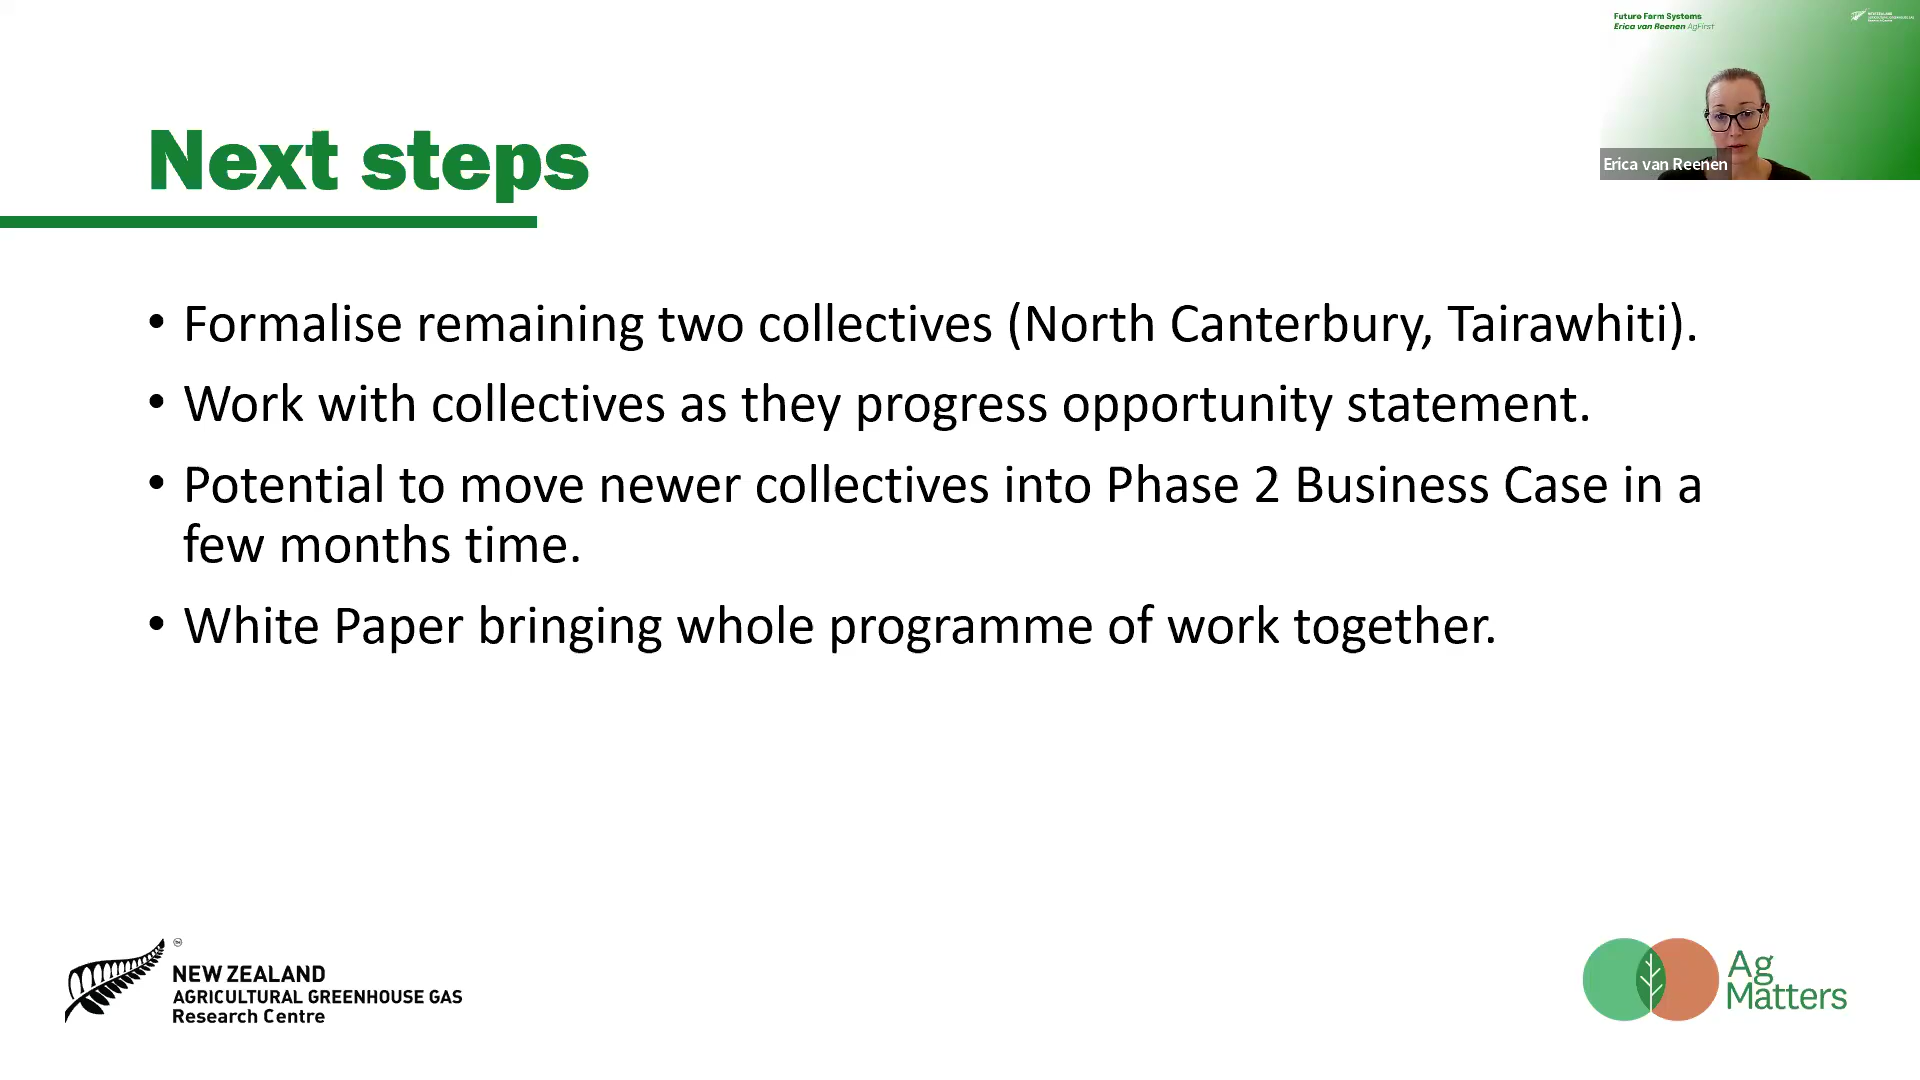 Future Farm Systems
Erica van Reenen AgFirst
Erica van Reenen
Next steps
• Formalise remaining two collectives (North Canterbury, Tairawhiti).
• Work with collectives as they progress opportunity statement.
• Potential to move newer collectives into Phase 2 Business Case in a
few months time.
• White Paper bringing whole programme of work together.
NEW ZEALAND
AGRICULTURAL GREENHOUSE GAS
Research Centre
Ag
Matters